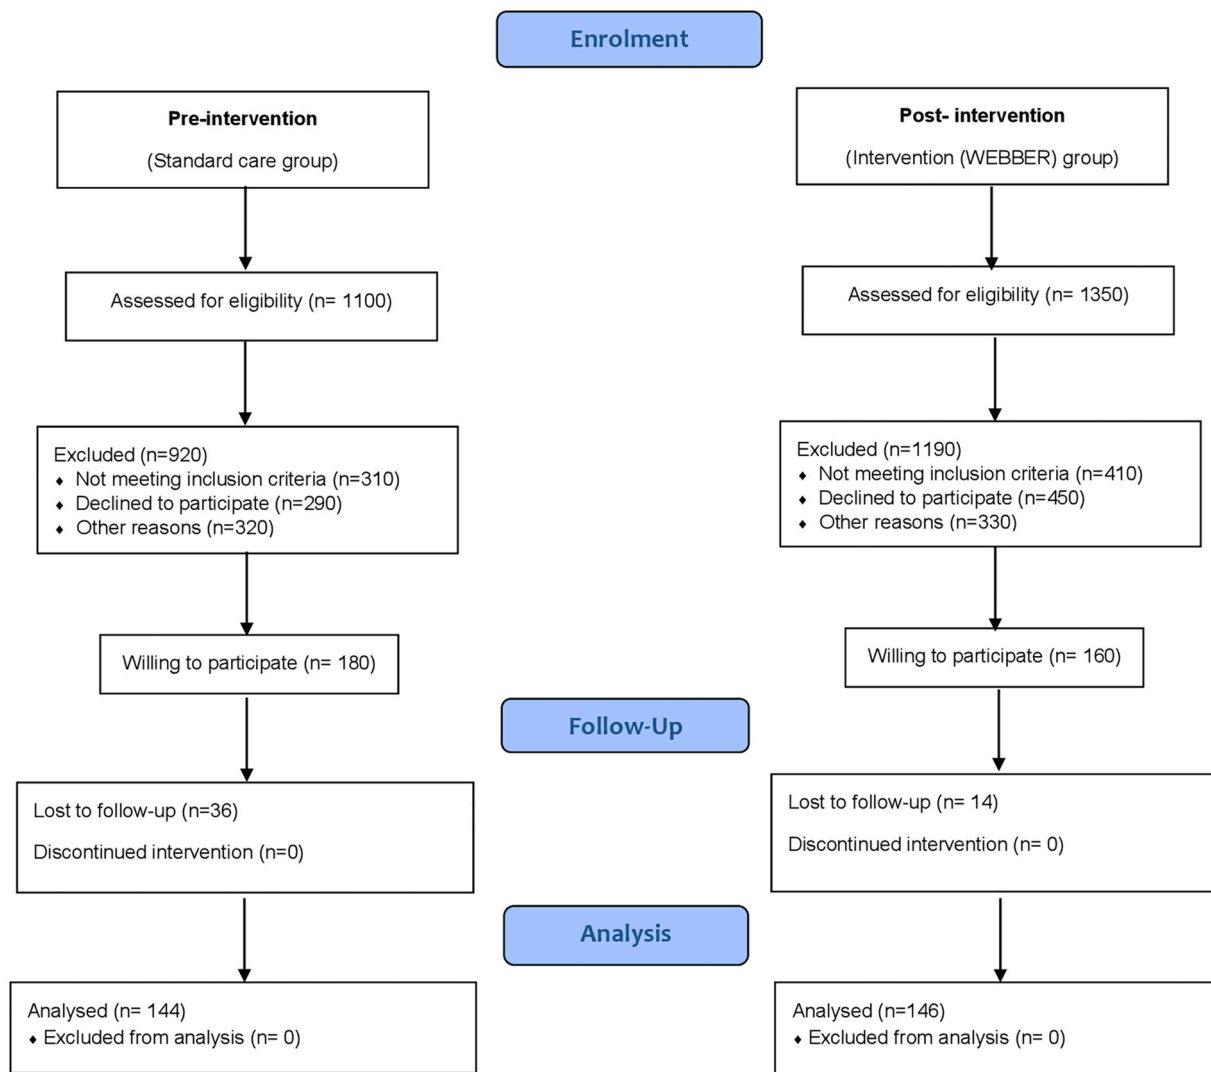 Enrolment
Pre-intervention
(Standard care group)
Assessed for eligibility (n= 1100)
Excluded (n=920)
♦ Not meeting inclusion criteria (n=310)
♦ Declined to participate (n=290)
♦ Other reasons (n=320)
Willing to participate (n= 180)
Post- intervention
(Intervention (WEBBER) group)
Assessed for eligibility (n= 1350)
Excluded (n=1190)
♦ Not meeting inclusion criteria (n=410)
♦ Declined to participate (n=450)
♦ Other reasons (n=330)
Willing to participate (n= 160)
Follow-Up
Lost to follow-up (n=36)
Discontinued intervention (n=0)
Lost to follow-up (n= 14)
Discontinued intervention (n= 0)
Analysis
Analysed (n= 144)
♦ Excluded from analysis (n= 0)
Analysed (n=146)
♦ Excluded from analysis (n= 0)